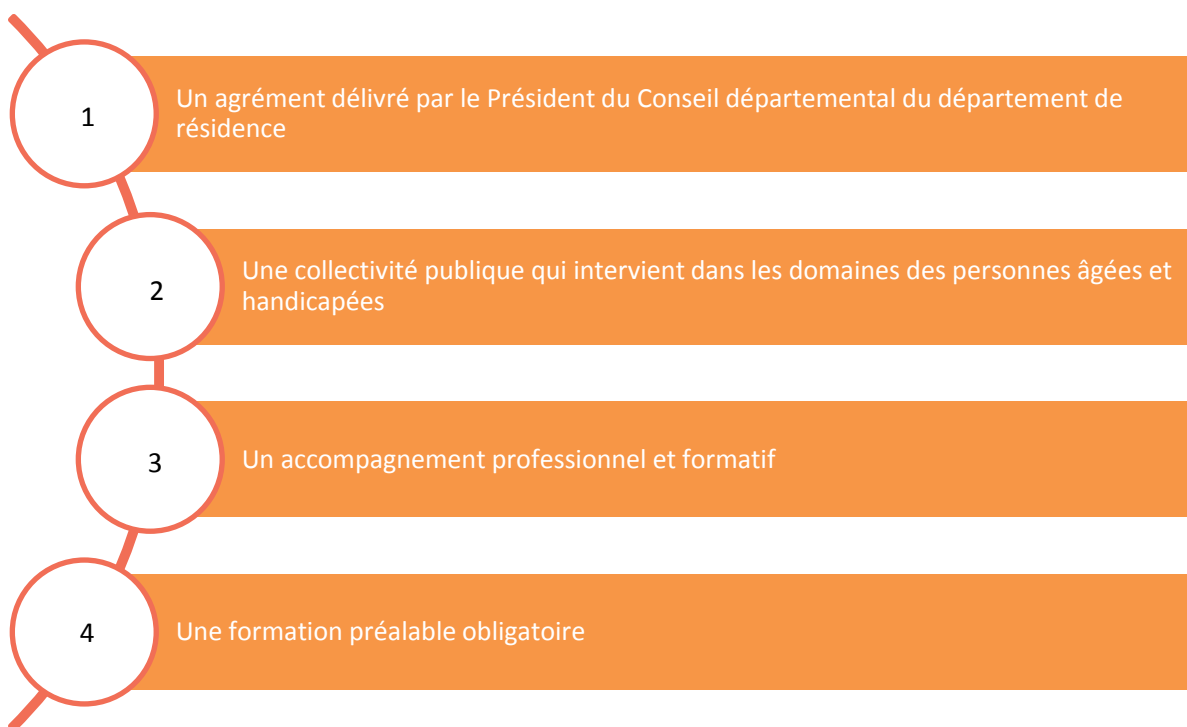 1
Un agrément délivré par le Président du Conseil départemental du département de
résidence
2
Une collectivité publique qui intervient dans les domaines des personnes âgées et
handicapées
3
Un accompagnement professionnel et formatif
4
Une formation préalable obligatoire